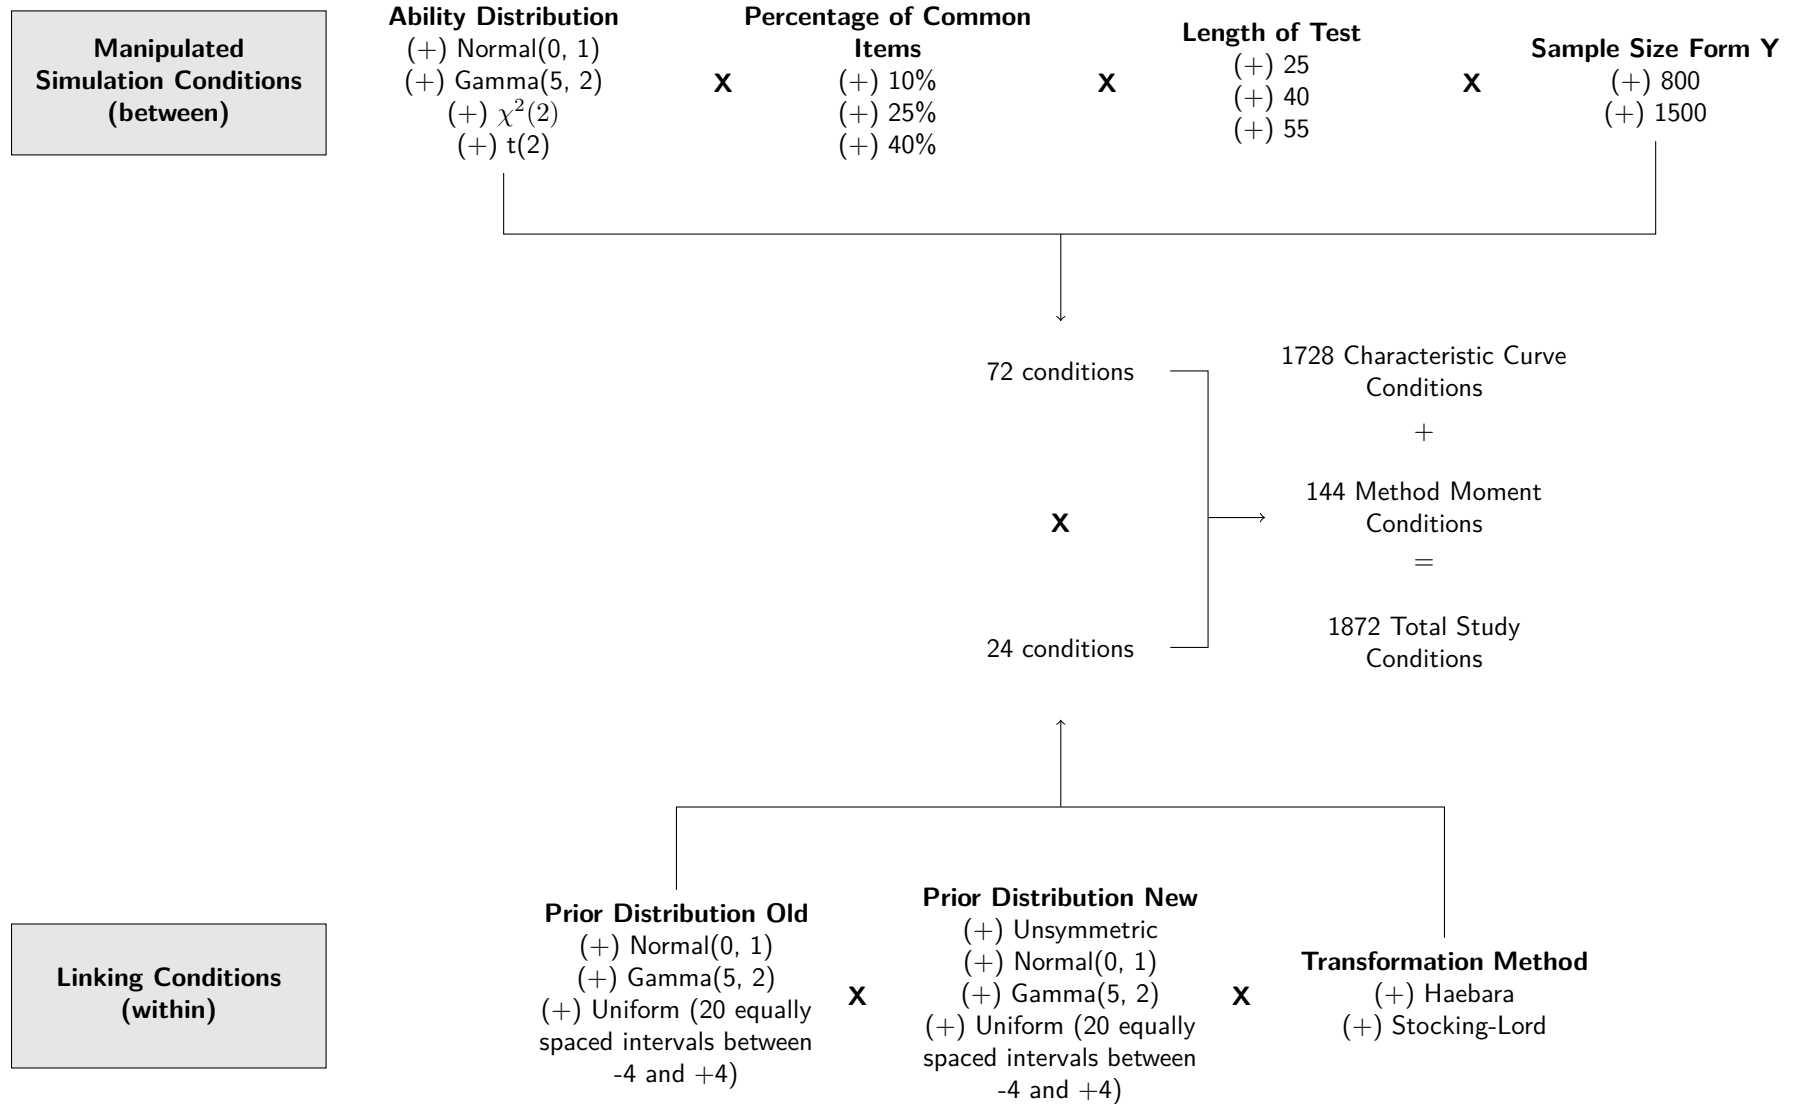 Manipulated
Simulation Conditions
(between)
Ability Distribution
(+) Normal(0, 1)
(+) Gamma(5, 2)
(+) χ²(2)
(+) t(2)
X
Percentage of Common
Items
(+) 10%
(+) 25%
(+) 40%
X
Length of Test
(+) 25
(+) 40
(+) 55
X
Sample Size Form Y
(+) 800
(+) 1500
72 conditions
X
24 conditions
1728 Characteristic Curve
Conditions
+
144 Method Moment
Conditions
=
1872 Total Study
Conditions
Linking Conditions
(within)
Prior Distribution Old
(+) Normal(0, 1)
(+) Gamma(5, 2)
(+) Uniform (20 equally
spaced intervals between
-4 and +4)
X
Prior Distribution New
(+) Unsymmetric
(+) Normal(0, 1)
(+) Gamma(5, 2)
(+) Uniform (20 equally
spaced intervals between
-4 and +4)
X
Transformation Method
(+) Haebara
(+) Stocking-Lord